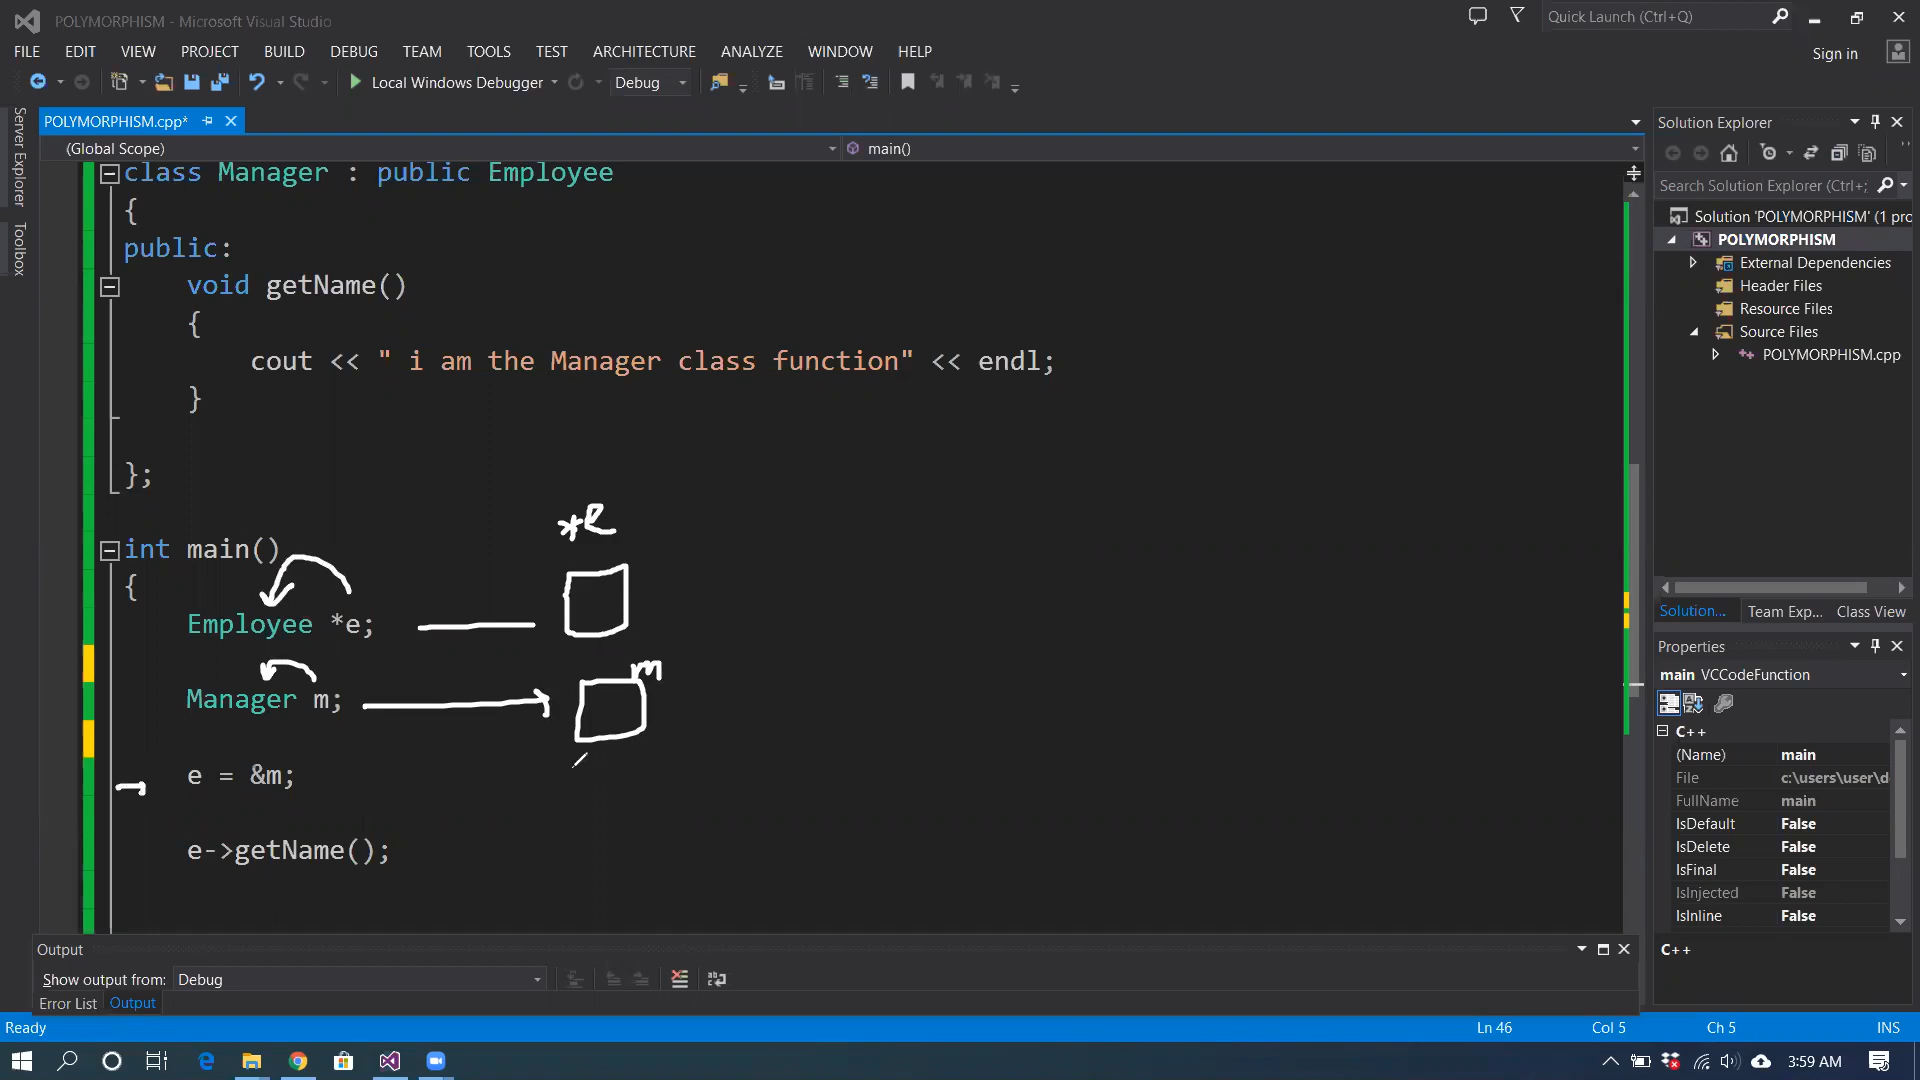 POLYMORPHISM - Microsoft Visual Studio
Quick Launch (Ctrl+Q)
FILE EDIT VIEW PROJECT BUILD DEBUG TEAM TOOLS TEST ARCHITECTURE ANALYZE WINDOW HELP
Sign in
Local Windows Debugger
Debug
Server Explorer
Toolbox
POLYMORPHISM.cpp*
(Global Scope)
main()
class Manager : public Employee
{
public:
void getName()
{
cout << " i am the Manager class function" << endl;
}
};
*e
int main()
{
Employee *e;
m
Manager m;
e = &m;
e->getName();
Solution Explorer
Search Solution Explorer (Ctrl+;
Solution 'POLYMORPHISM' (1 pro
POLYMORPHISM
External Dependencies
Header Files
Resource Files
Source Files
POLYMORPHISM.cpp
Solution... Team Exp... Class View
Properties
main VCCodeFunction
C++
(Name) main
File c:\users\user\d
FullName main
IsDefault False
IsDelete False
IsFinal False
IsInjected False
IsInline False
C++
Output
Show output from: Debug
Error List Output
Ready
Ln 46 Col 5 Ch 5 INS
3:59 AM